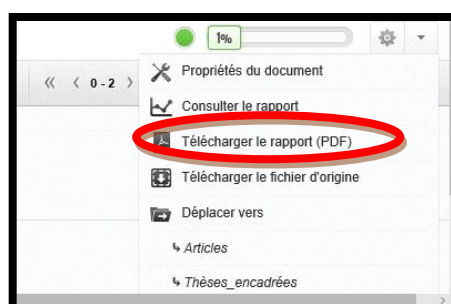 1%
« < 0 - 2 >
Propriétés du document
Consulter le rapport
Télécharger le rapport (PDF)
Télécharger le fichier d'origine
Déplacer vers
↳ Articles
↳ Thèses_encadrées